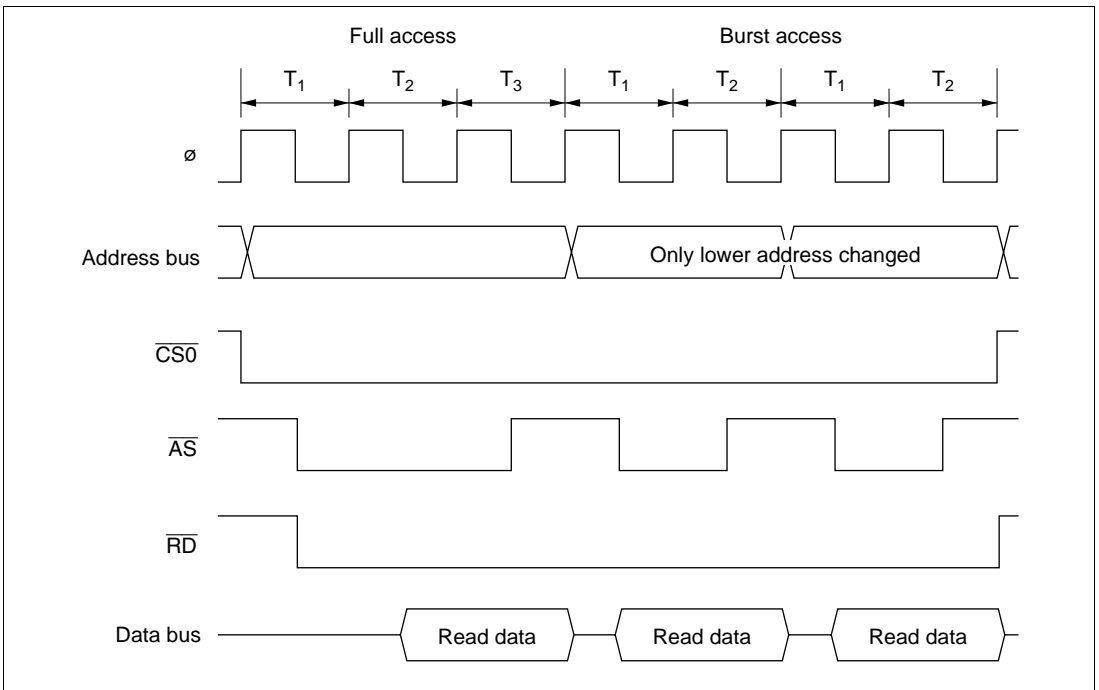 Full access Burst access
T1 T2 T3 T1 T2 T1 T2
ø
Address bus Only lower address changed
CS0
AS
RD
Data bus Read data Read data Read data